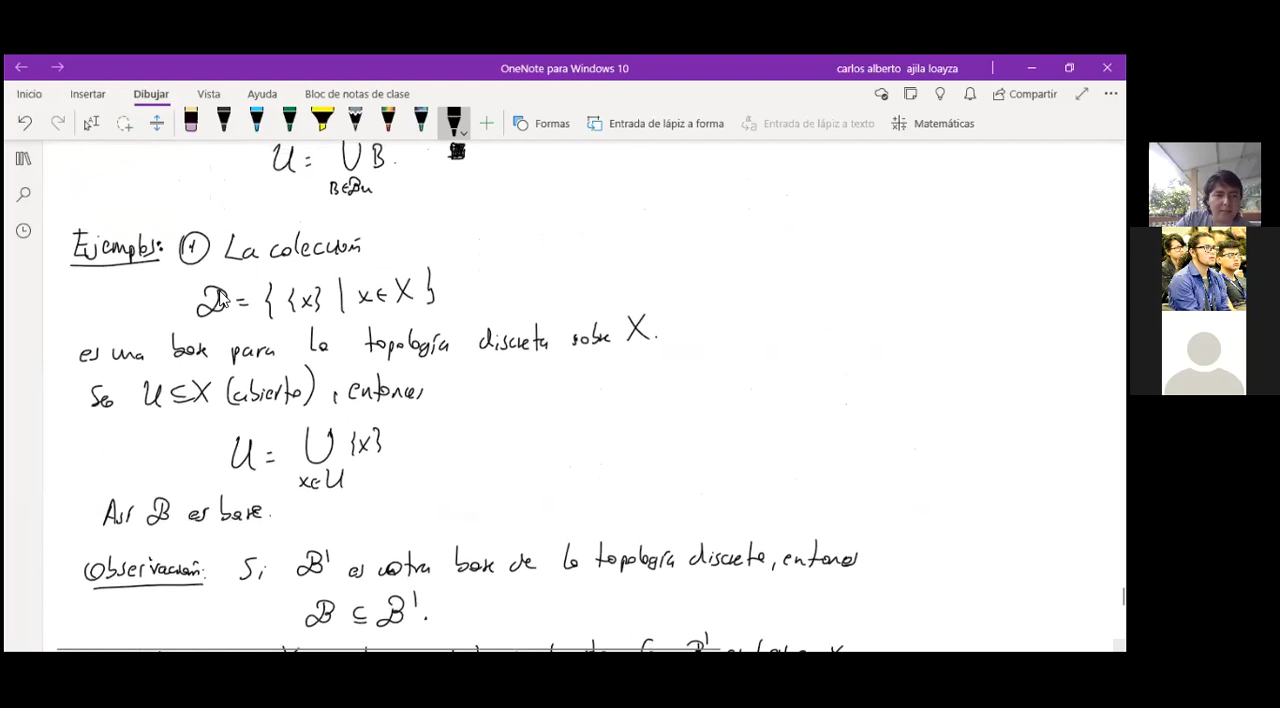 OneNote para Windows 10
carlos alberto ajila loayza
Inicio Insertar Dibujar Vista Ayuda Bloc de notas de clase
Compartir
Formas Entrada de lápiz a forma Entrada de lápiz a texto Matemáticas
U = ⋃ B .
B∈ℬu
Ejemplos: ① La colección
ℬ = { {x} | x ∈ X }
es una base para la topología discreta sobre X.
Sea U ⊆ X (abierto), entonces
U = ⋃ {x}
x∈U
Así ℬ es base.
Observación: Si ℬ' es otra base de la topología discreta, entonces
ℬ ⊆ ℬ'.